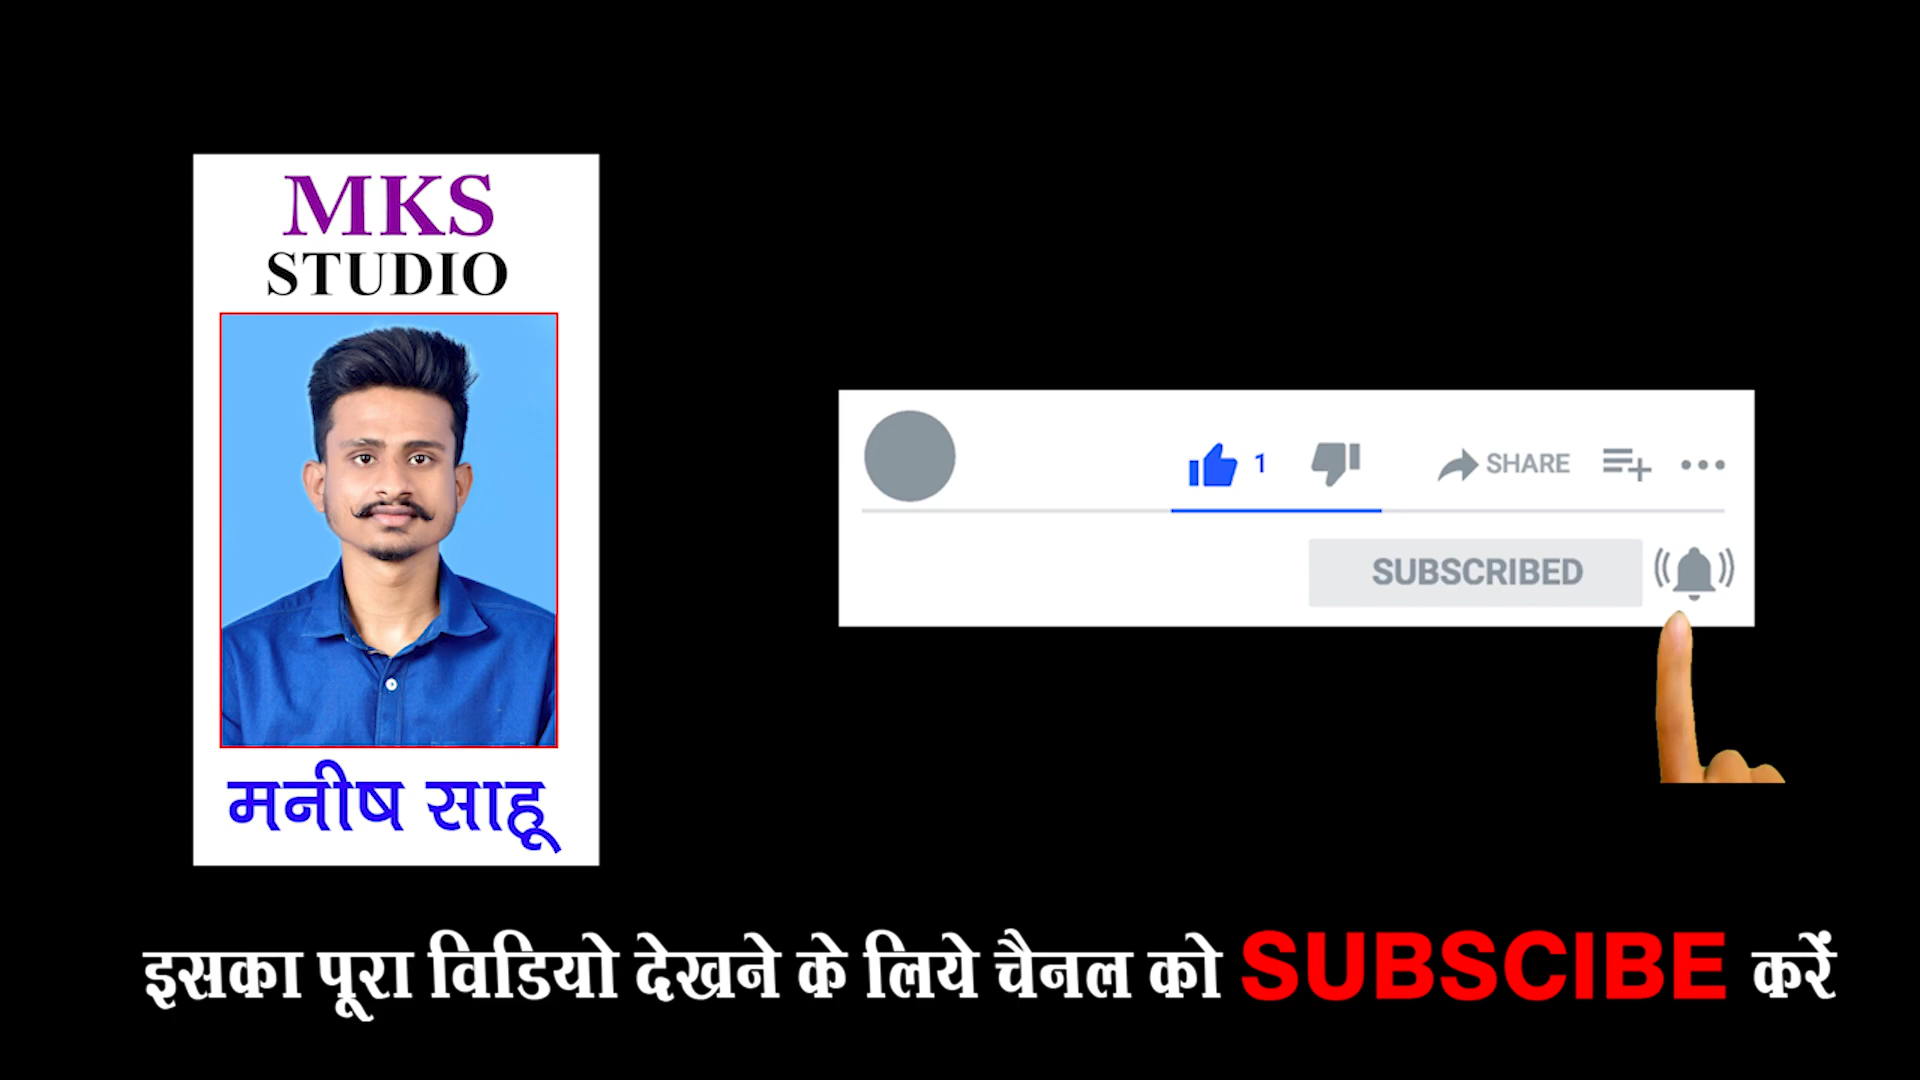 MKS
STUDIO
मनीष साहू
1
SHARE
SUBSCRIBED
इसका पूरा विडियो देखने के लिये चैनल को SUBSCIBE करें